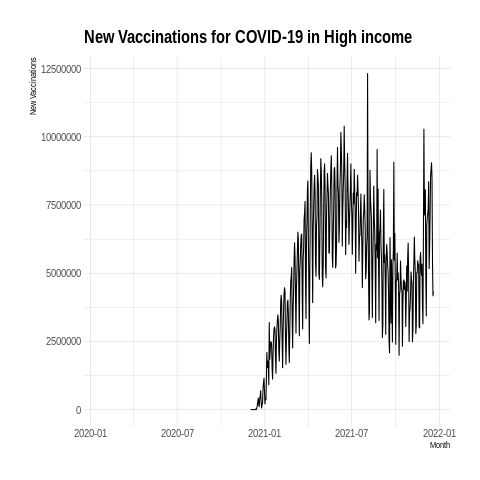 New Vaccinations for COVID-19 in High income
New Vaccinations
12500000
10000000
7500000
5000000
2500000
0
2020-01 2020-07 2021-01 2021-07 2022-01
Month